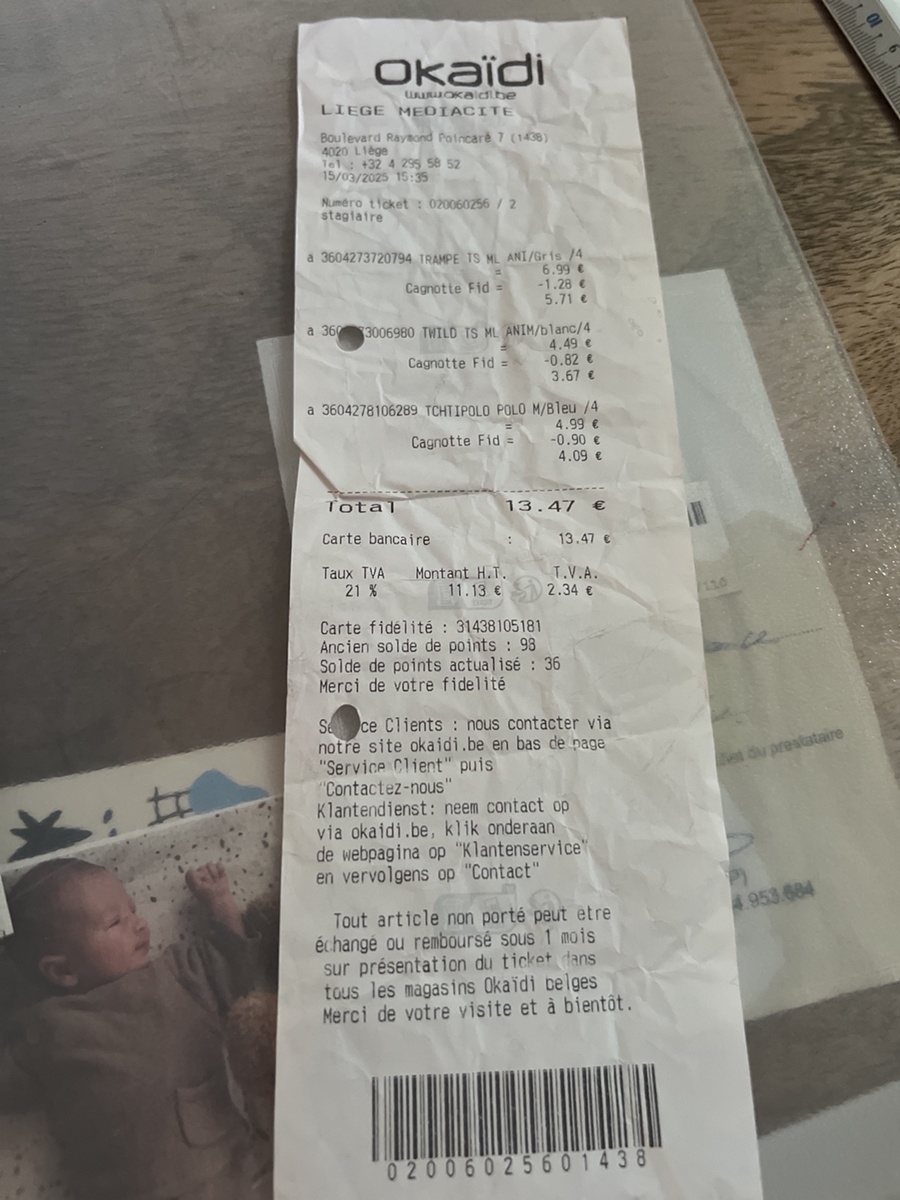 okaïdi
www.okaidi.be
LIEGE MEDIACITE
Boulevard Raymond Poincaré 7 (1438)
4020 Liège
Tel : +32 4 295 58 52
15/03/2025 15:35
Numéro ticket : 020060256 / 2
stagiaire
a 3604273720794 TRAMPE TS ML ANI/Gris /4
= 6.99 €
Cagnotte Fid = -1.28 €
5.71 €
a 360 3006980 TWILD TS ML ANIM/blanc/4
= 4.49 €
Cagnotte Fid = -0.82 €
3.67 €
a 3604278106289 TCHTIPOLO POLO M/Bleu /4
= 4.99 €
Cagnotte Fid = -0.90 €
4.09 €
Total 13.47 €
Carte bancaire : 13.47 €
Taux TVA Montant H.T. T.V.A.
21 % 11.13 € 2.34 €
Carte fidélité : 31438105181
Ancien solde de points : 98
Solde de points actualisé : 36
Merci de votre fidelité
Clients : nous contacter via
notre site okaidi.be en bas de page
"Service Client" puis
"Contactez-nous"
Klantendienst: neem contact op
via okaidi.be, klik onderaan
de webpagina op "Klantenservice"
en vervolgens op "Contact"
Tout article non porté peut etre
échangé ou remboursé sous 1 mois
sur présentation du ticket dans
tous les magasins Okaïdi belges
Merci de votre visite et à bientôt.
02006025601438
du prestataire
4.953.684